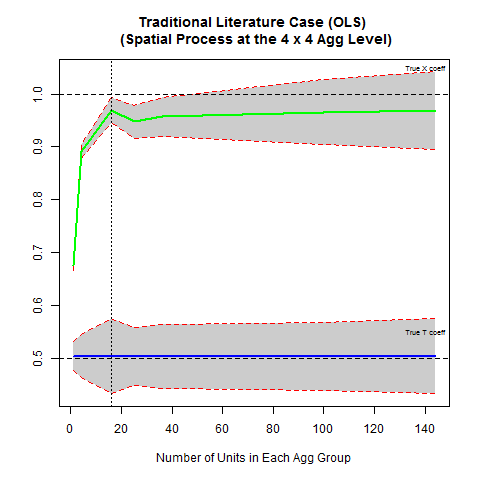 Traditional Literature Case (OLS)
(Spatial Process at the 4 x 4 Agg Level)
True X coeff
1.0
0.9
0.8
0.7
0.6
True T coeff
0.5
0 20 40 60 80 100 120 140
Number of Units in Each Agg Group